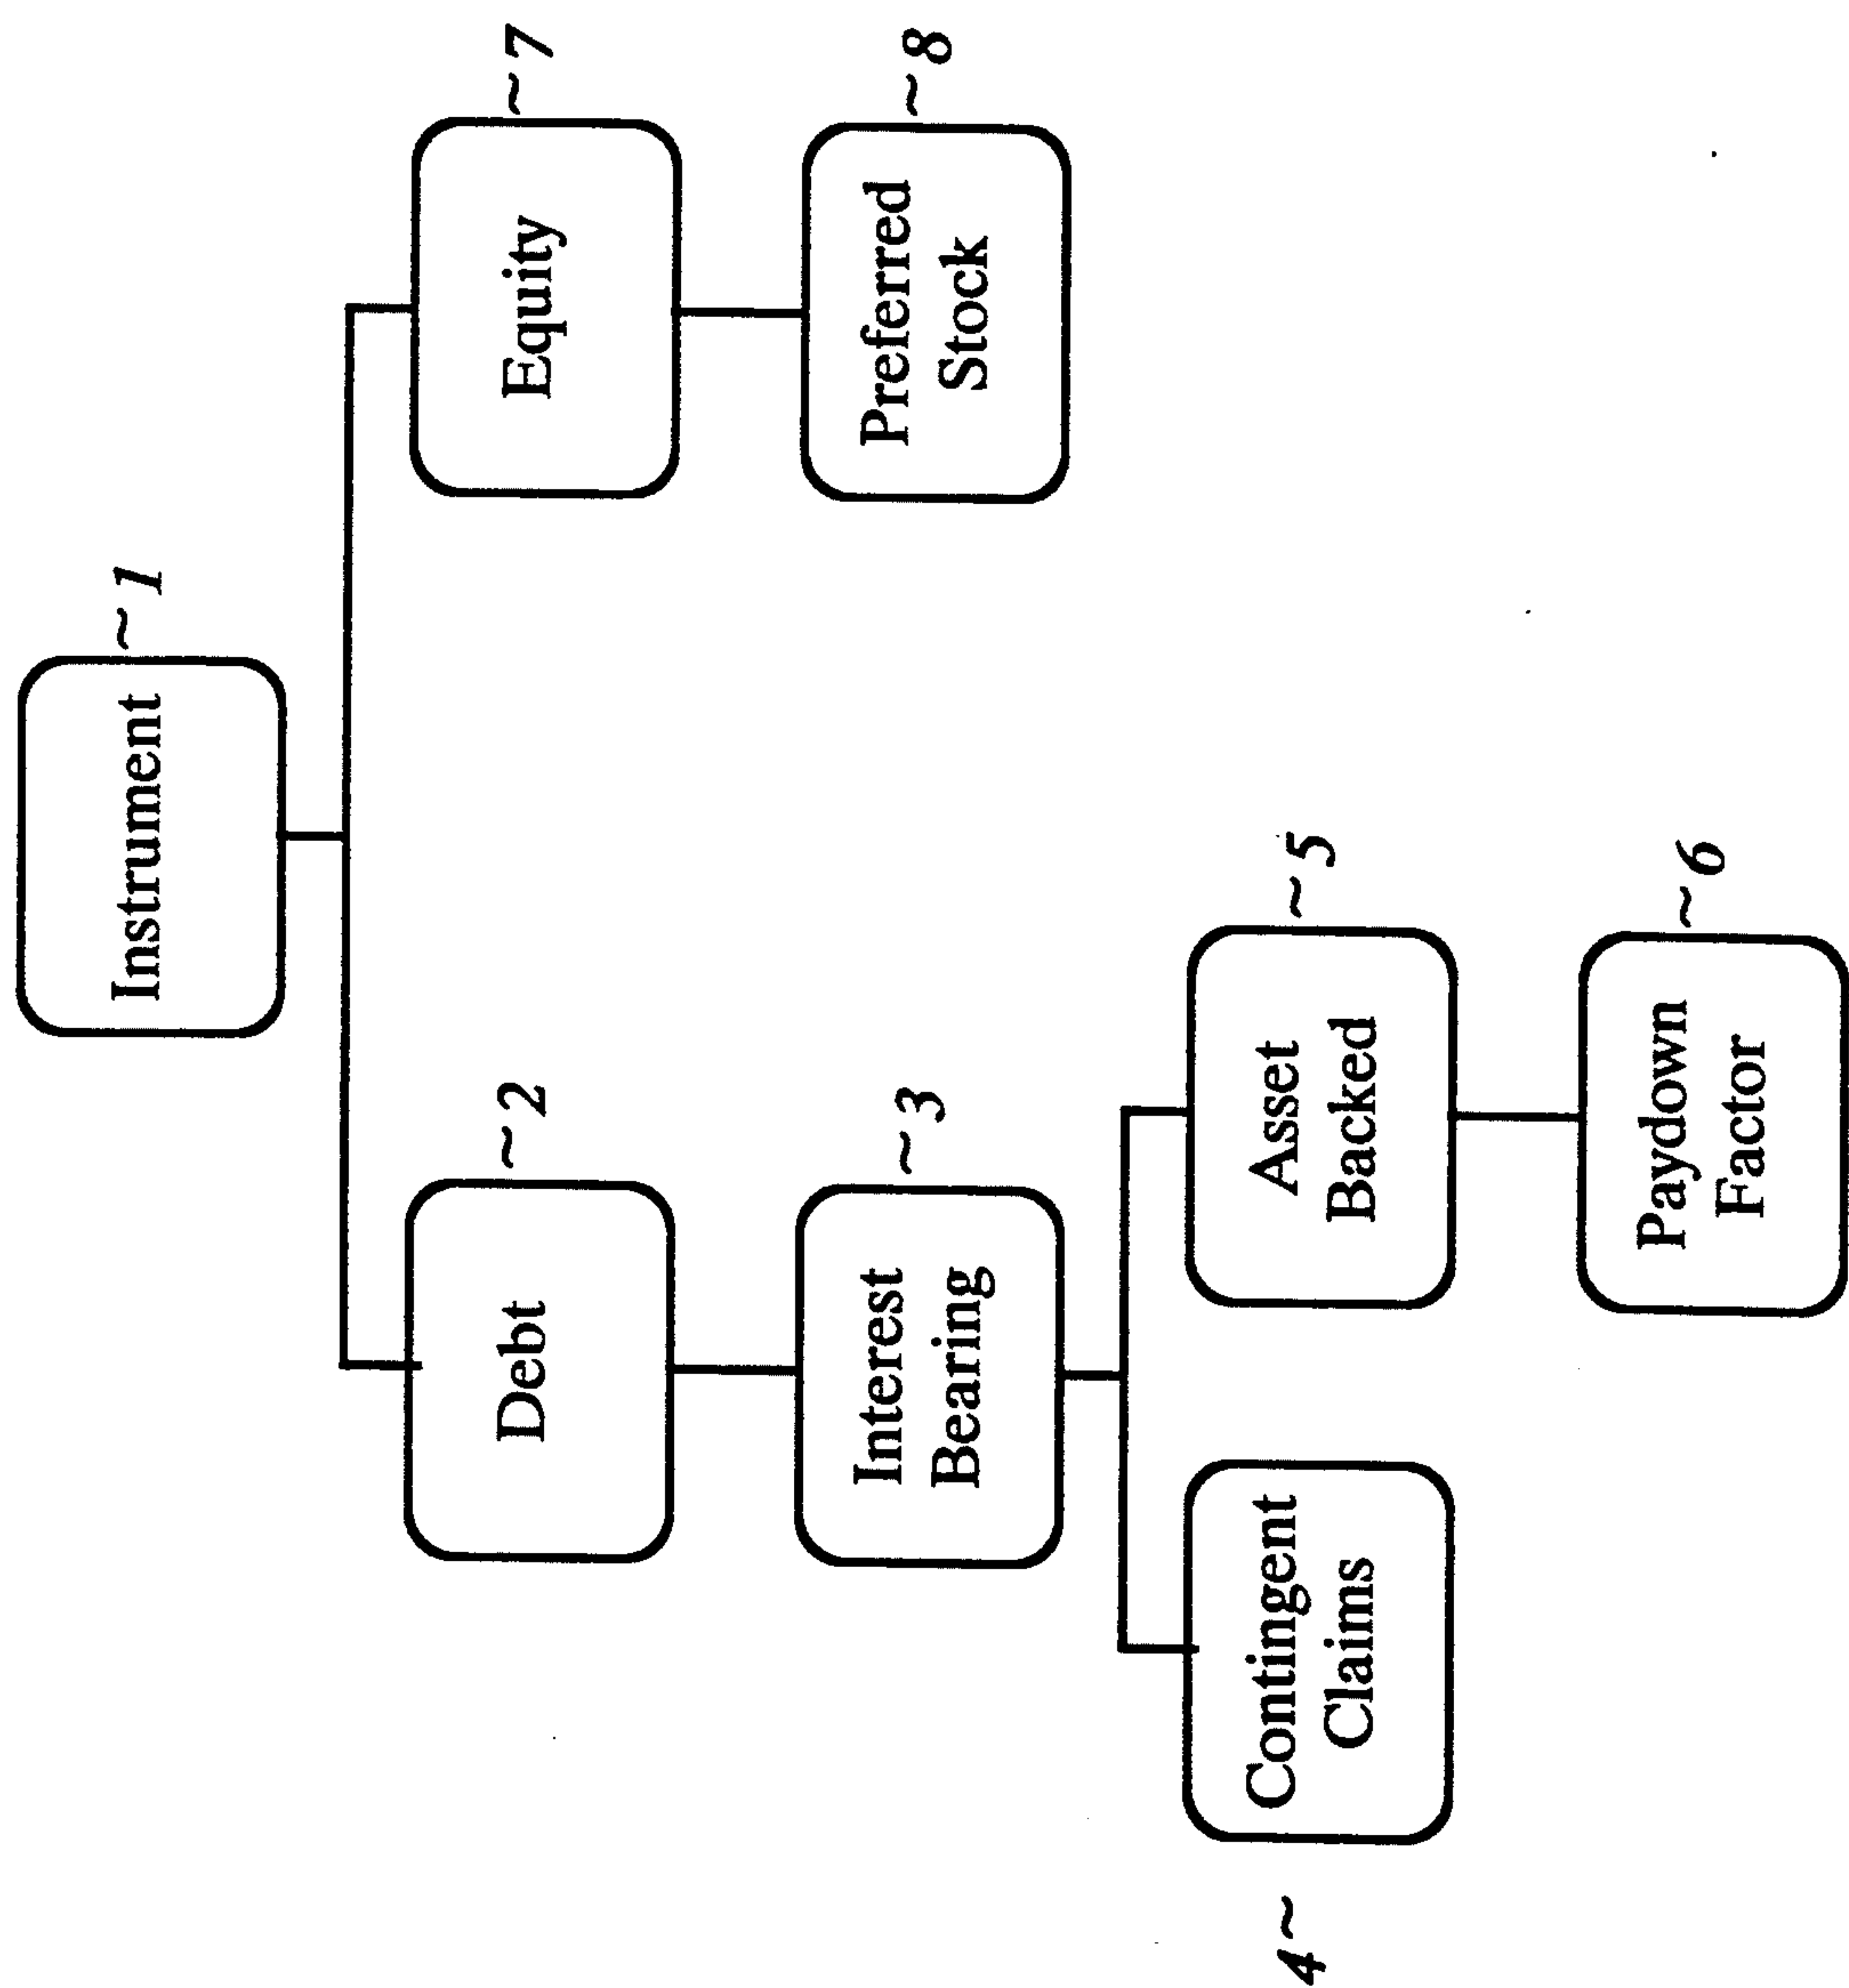 Instrument
~1
Debt
~2
Equity
~7
Interest
Bearing
~3
Preferred
Stock
~8
4~
Contingent
Claims
Asset
Backed
~5
Paydown
Factor
~6